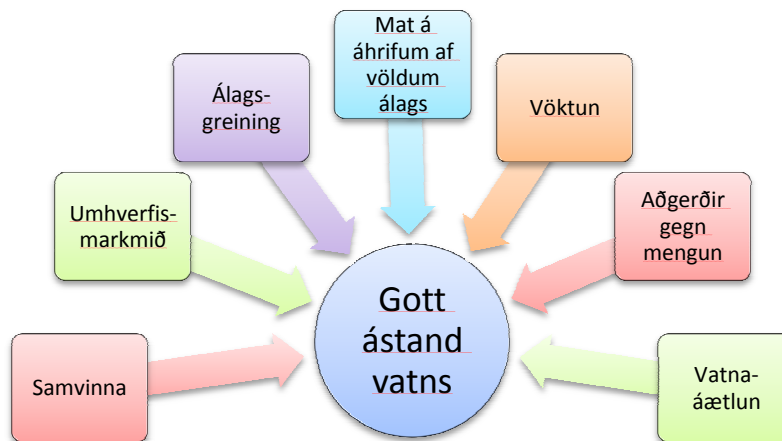 Samvinna
Umhverfis-
markmið
Álags-
greining
Mat á
áhrifum af
völdum
álags
Vöktun
Aðgerðir
gegn
mengun
Vatna-
áætlun
Gott
ástand
vatns